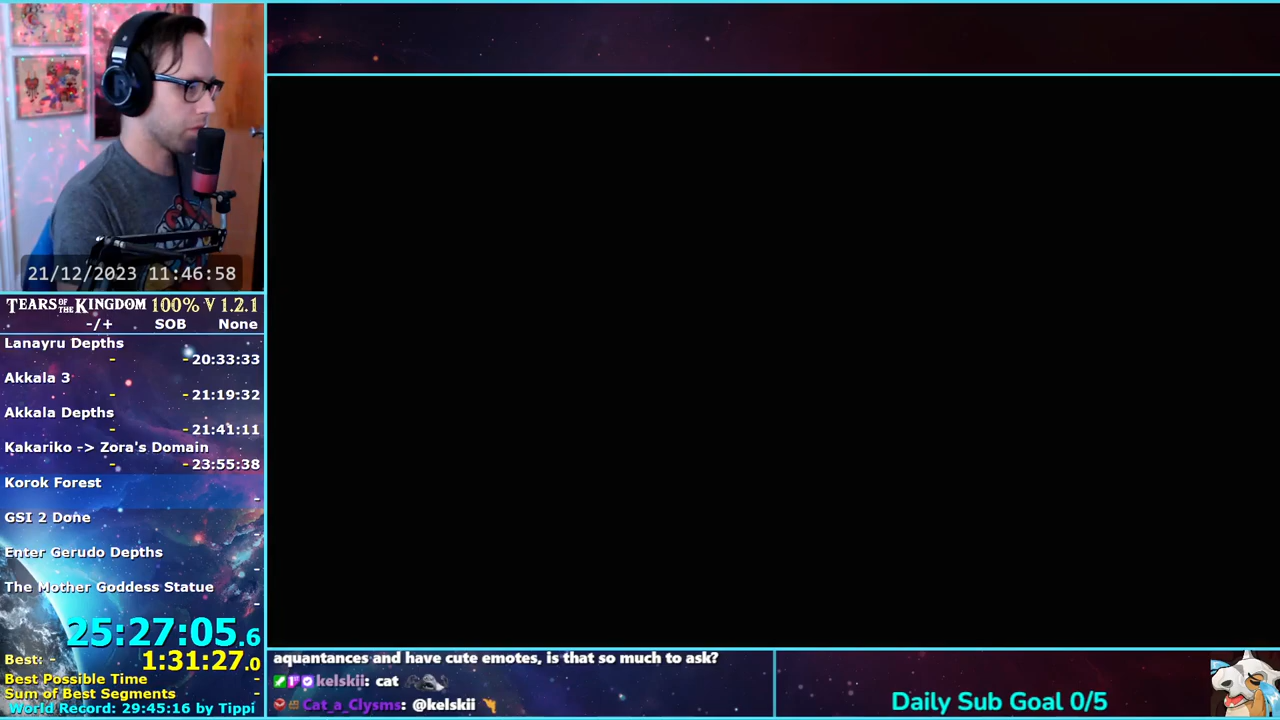 21/12/2023 11:46:58
TEARS OF THE KINGDOM 100% V 1.2.1
-/+ SOB None
Lanayru Depths
- - 20:33:33
Akkala 3
- - 21:19:32
Akkala Depths
- - 21:41:11
Kakariko -> Zora's Domain
- - 23:55:38
Korok Forest
-
GSI 2 Done
-
Enter Gerudo Depths
-
The Mother Goddess Statue
-
25:27:05.6
Best: - 1:31:27.0
Best Possible Time -
Sum of Best Segments -
World Record: 29:45:16 by Tippi
aquantances and have cute emotes, is that so much to ask?
kelskii: cat
Cat_a_Clysms: @kelskii
Daily Sub Goal 0/5